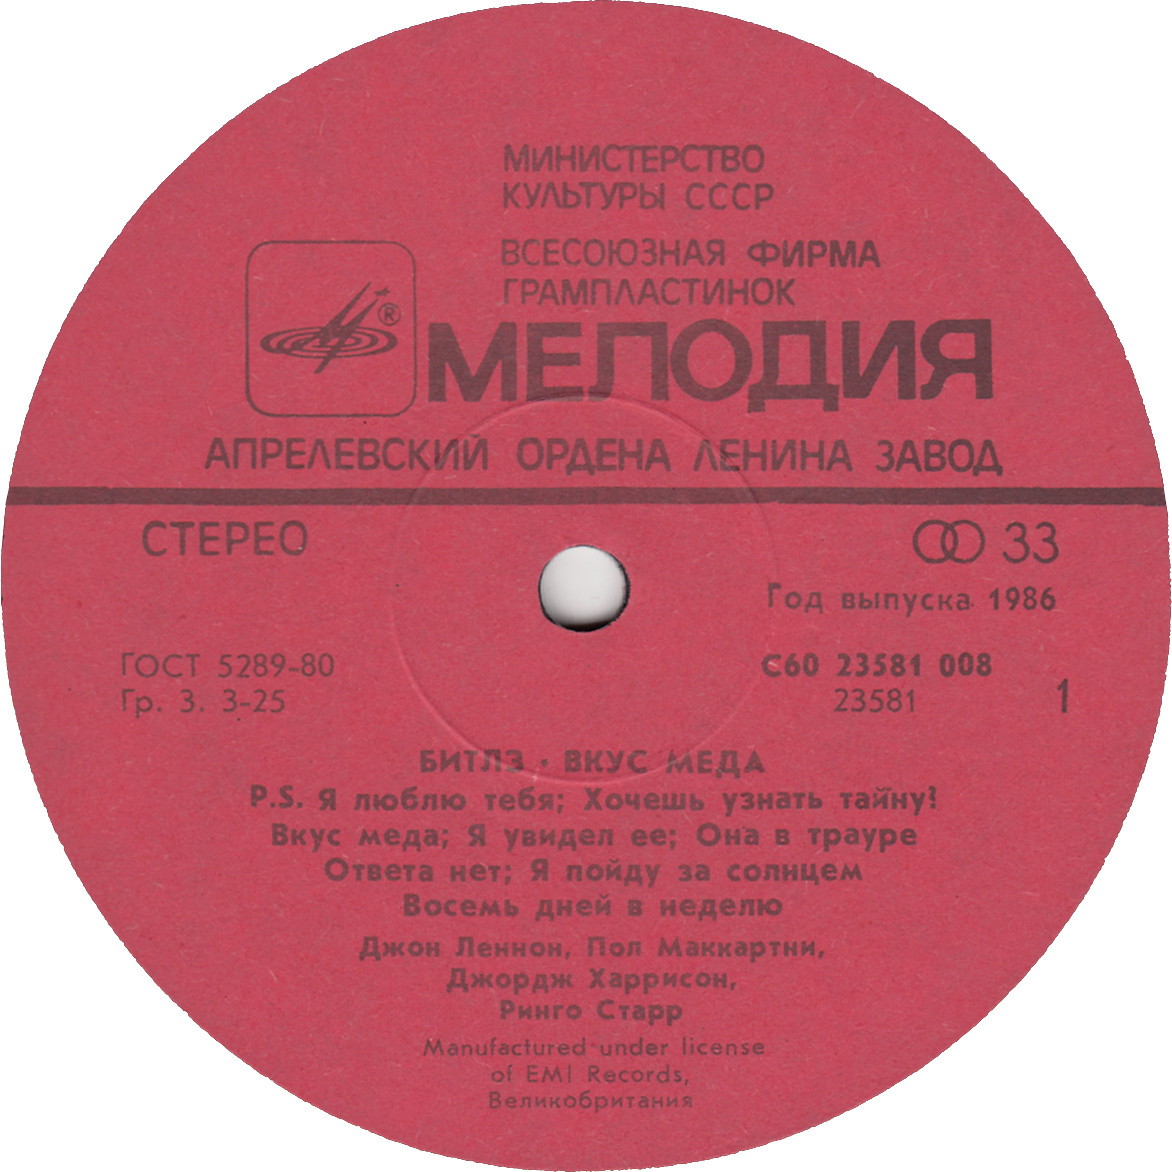 МИНИСТЕРСТВО
КУЛЬТУРЫ СССР
ВСЕСОЮЗНАЯ ФИРМА
ГРАМПЛАСТИНОК
®
МЕЛОДИЯ
АПРЕЛЕВСКИЙ ОРДЕНА ЛЕНИНА ЗАВОД
СТЕРЕО
33
Год выпуска 1986
ГОСТ 5289-80
Гр. 3. 3-25
С60 23581 008
23581
1
БИТЛЗ · ВКУС МЕДА
P.S. Я люблю тебя; Хочешь узнать тайну?
Вкус меда; Я увидел ее; Она в трауре
Ответа нет; Я пойду за солнцем
Восемь дней в неделю
Джон Леннон, Пол Маккартни,
Джордж Харрисон,
Ринго Старр
Manufactured under license
of EMI Records,
Великобритания